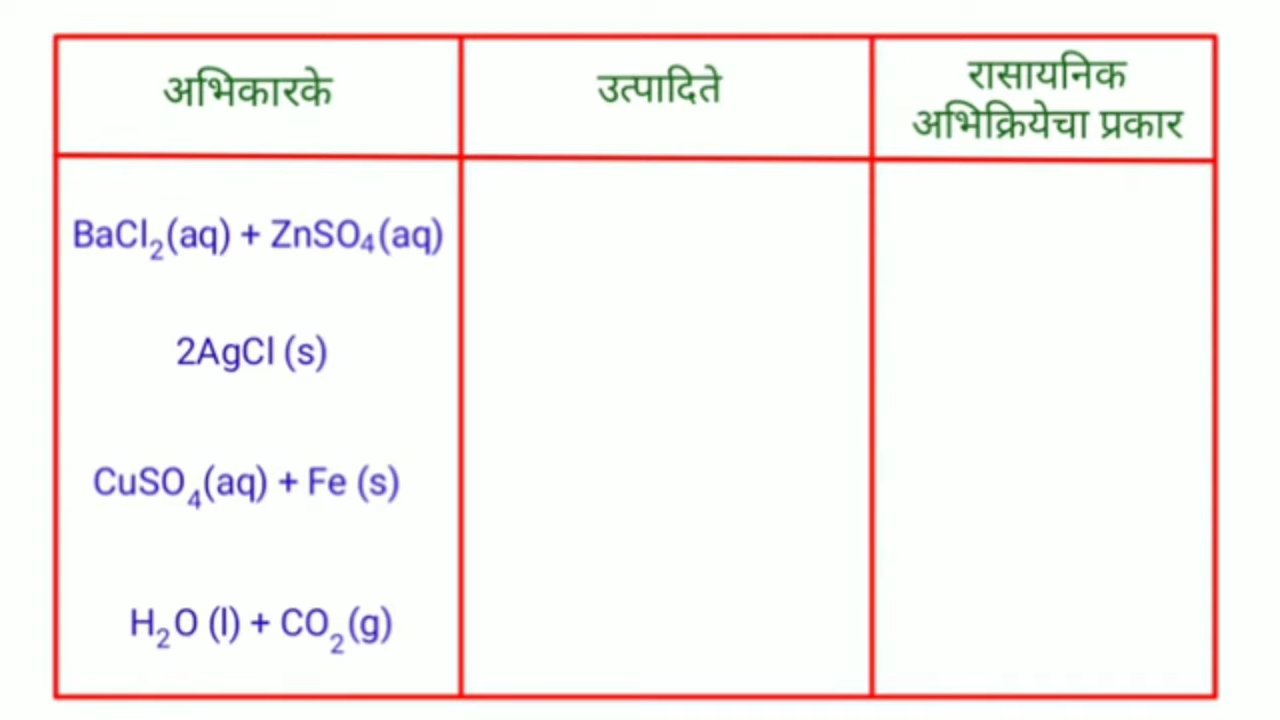 अभिकारके
उत्पादिते
रासायनिक
अभिक्रियेचा प्रकार
BaCl₂(aq) + ZnSO₄(aq)
2AgCl (s)
CuSO₄(aq) + Fe (s)
H₂O (l) + CO₂(g)